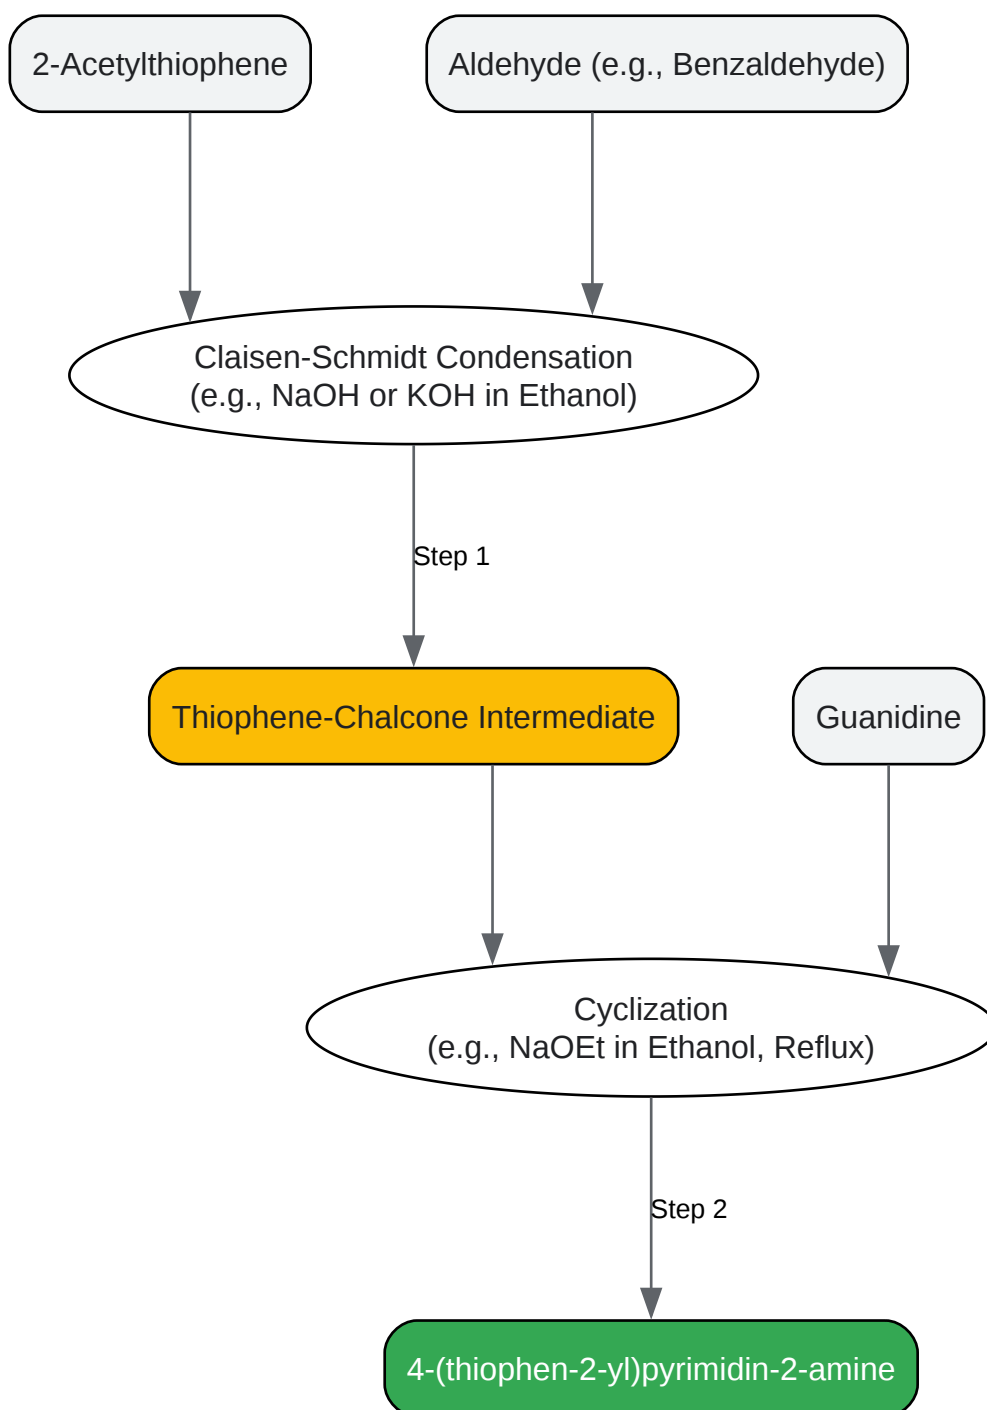 2-Acetylthiophene
Aldehyde (e.g., Benzaldehyde)
Claisen-Schmidt Condensation
(e.g., NaOH or KOH in Ethanol)
Step 1
Thiophene-Chalcone Intermediate
Guanidine
Cyclization
(e.g., NaOEt in Ethanol, Reflux)
Step 2
4-(thiophen-2-yl)pyrimidin-2-amine